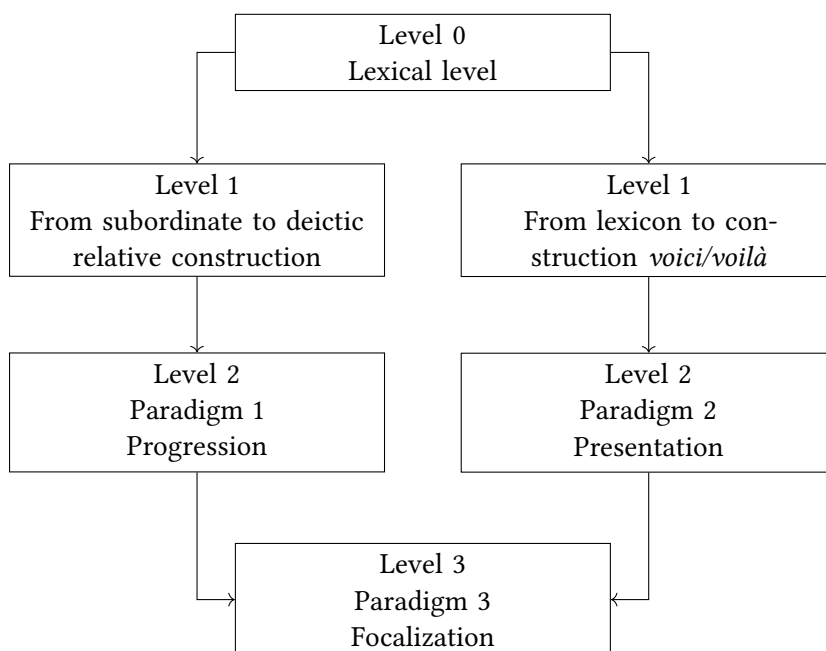 Level 0
Lexical level
Level 1
From subordinate to deictic
relative construction
Level 1
From lexicon to con-
struction voici/voilà
Level 2
Paradigm 1
Progression
Level 2
Paradigm 2
Presentation
Level 3
Paradigm 3
Focalization